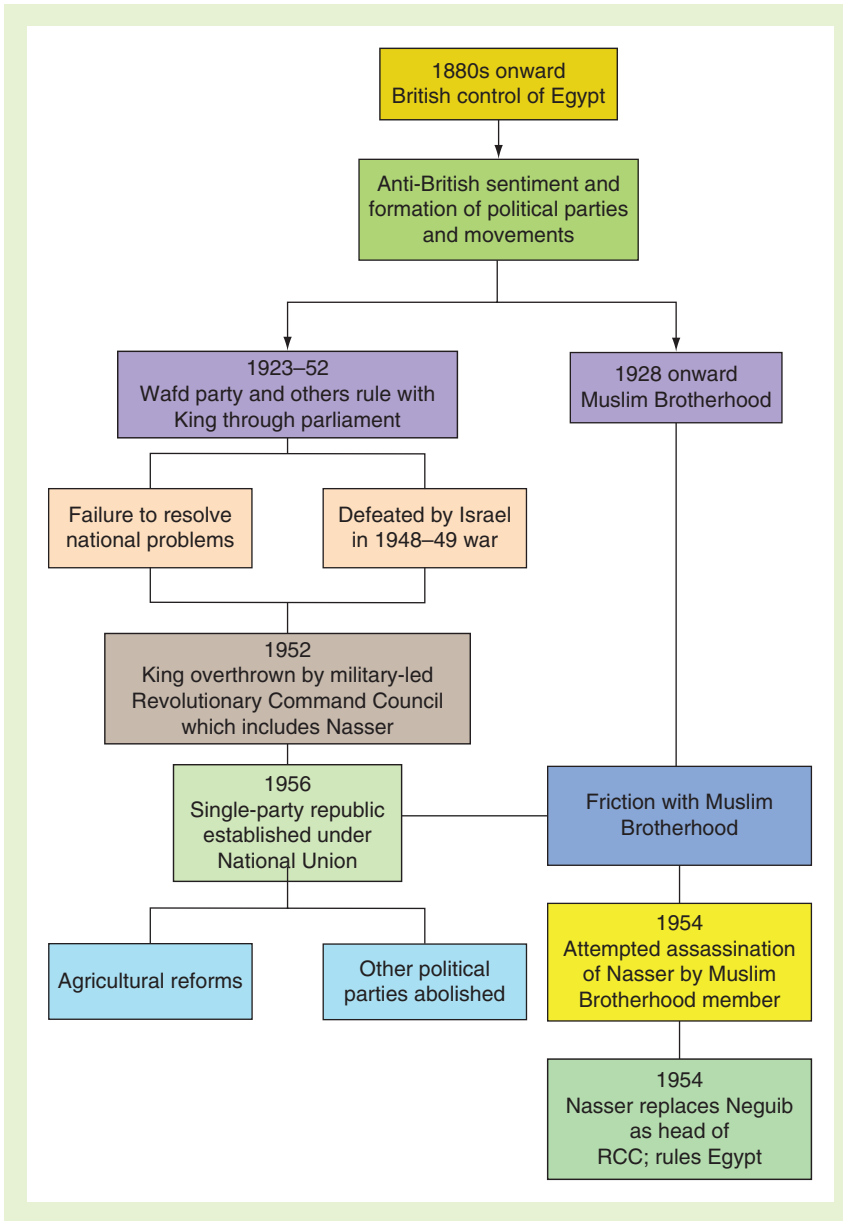 1880s onward
British control of Egypt
Anti-British sentiment and
formation of political parties
and movements
1923–52
Wafd party and others rule with
King through parliament
1928 onward
Muslim Brotherhood
Failure to resolve
national problems
Defeated by Israel
in 1948–49 war
1952
King overthrown by military-led
Revolutionary Command Council
which includes Nasser
1956
Single-party republic
established under
National Union
Friction with Muslim
Brotherhood
Agricultural reforms
Other political
parties abolished
1954
Attempted assassination
of Nasser by Muslim
Brotherhood member
1954
Nasser replaces Neguib
as head of
RCC; rules Egypt